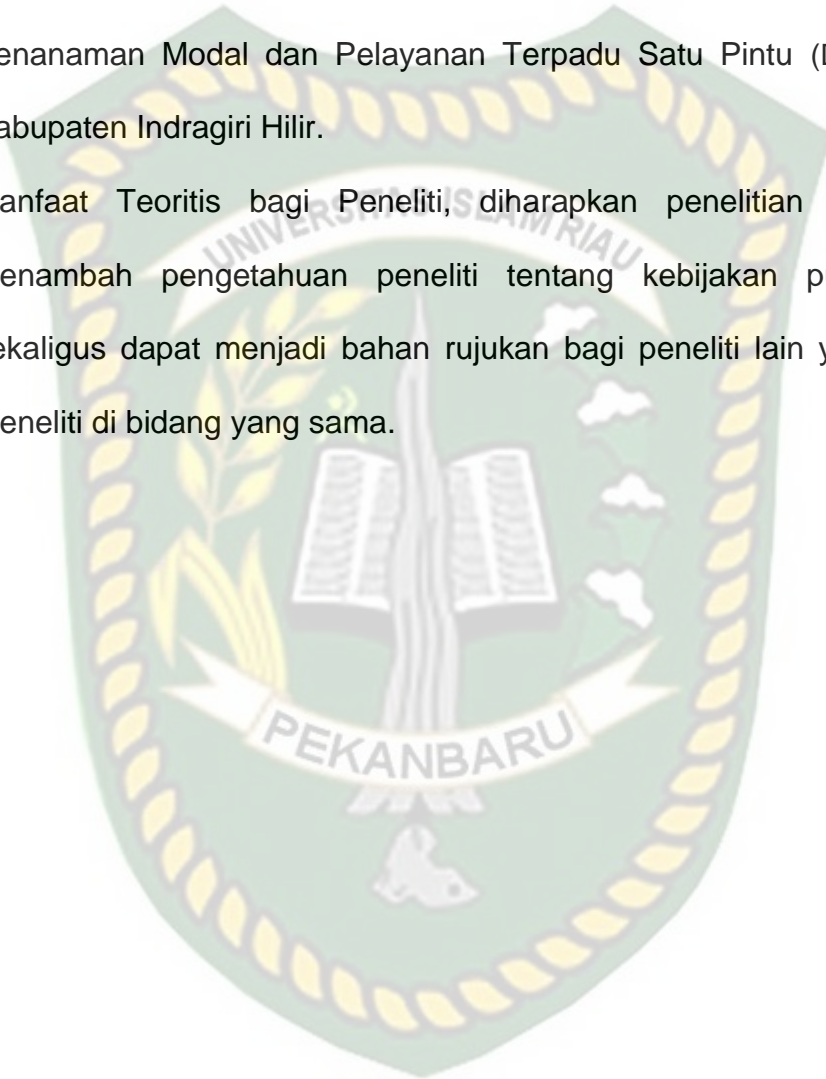 enanaman Modal dan Pelayanan Terpadu Satu Pintu (D
abupaten Indragiri Hilir.
anfaat Teoritis bagi Peneliti, diharapkan penelitian
enambah pengetahuan peneliti tentang kebijakan p
ekaligus dapat menjadi bahan rujukan bagi peneliti lain y
eneliti di bidang yang sama.
UNIVERSITAS ISLAM RIAU
PEKANBARU